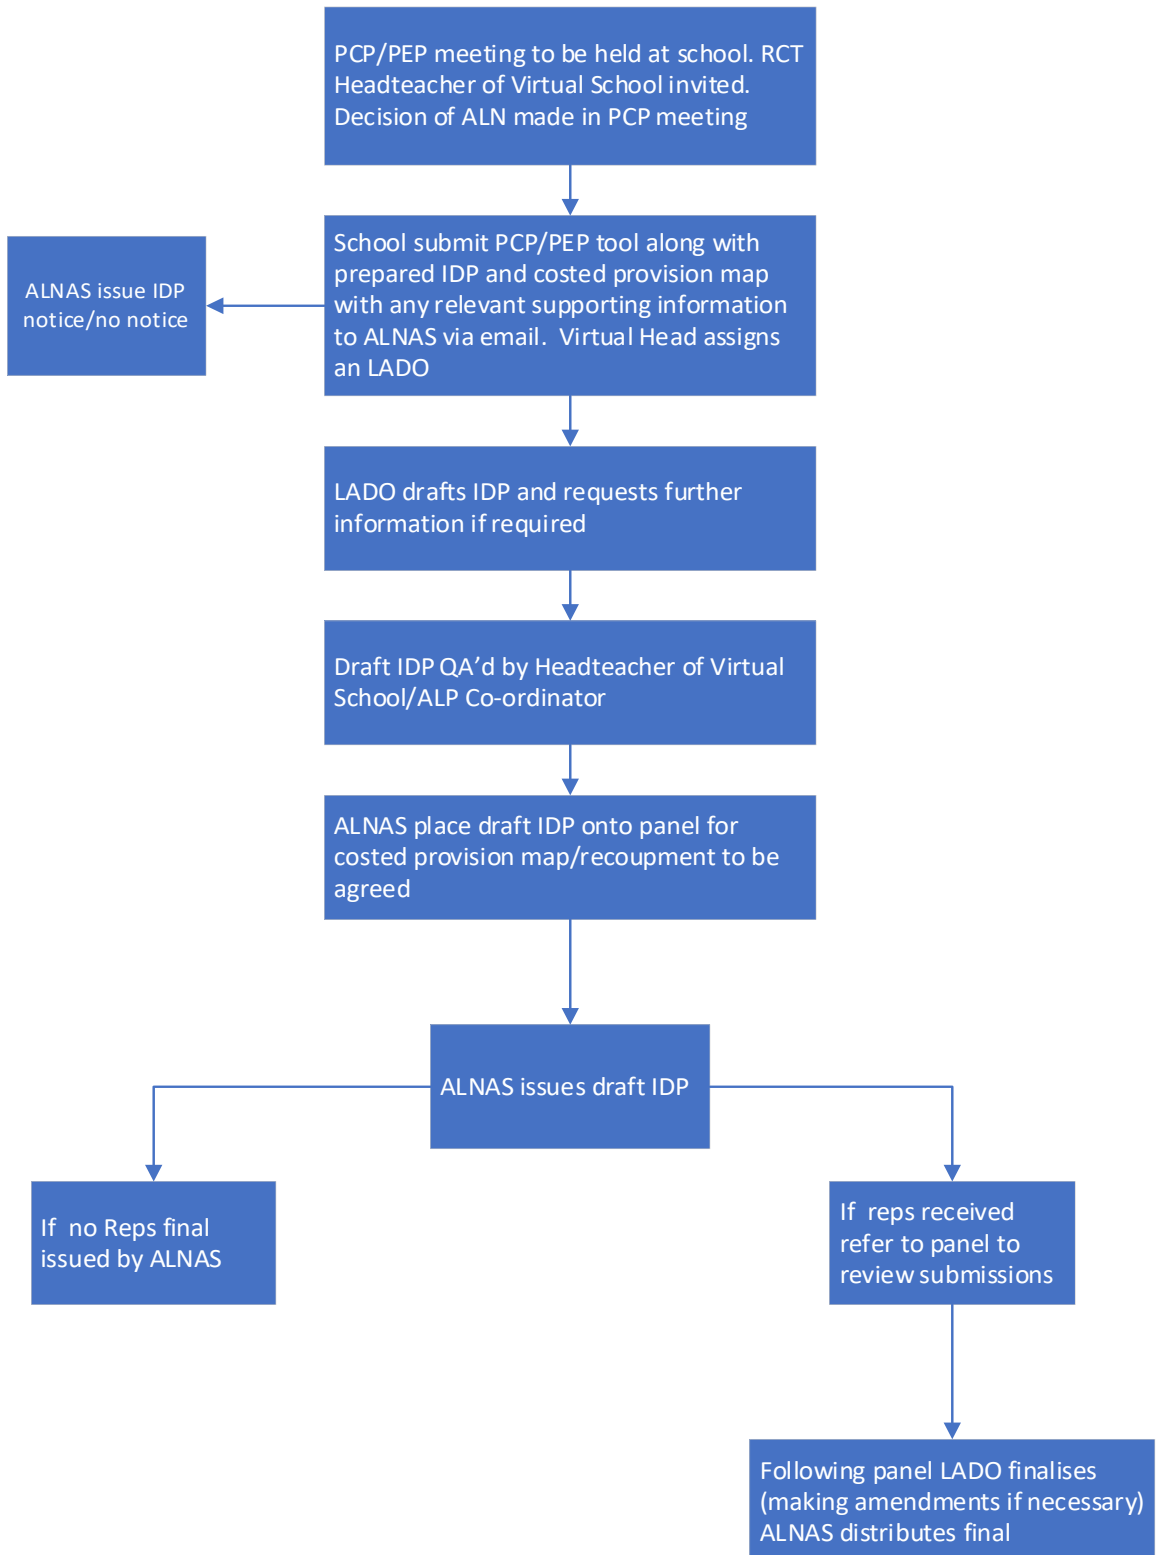 PCP/PEP meeting to be held at school. RCT
Headteacher of Virtual School invited.
Decision of ALN made in PCP meeting
School submit PCP/PEP tool along with
prepared IDP and costed provision map
with any relevant supporting information
to ALNAS via email.  Virtual Head assigns
an LADO
ALNAS issue IDP
notice/no notice
LADO drafts IDP and requests further
information if required
Draft IDP QA’d by Headteacher of Virtual
School/ALP Co-ordinator
ALNAS place draft IDP onto panel for
costed provision map/recoupment to be
agreed
ALNAS issues draft IDP
If  no Reps final
issued by ALNAS
If  reps received
refer to panel to
review submissions
Following panel LADO finalises
(making amendments if necessary)
ALNAS distributes final